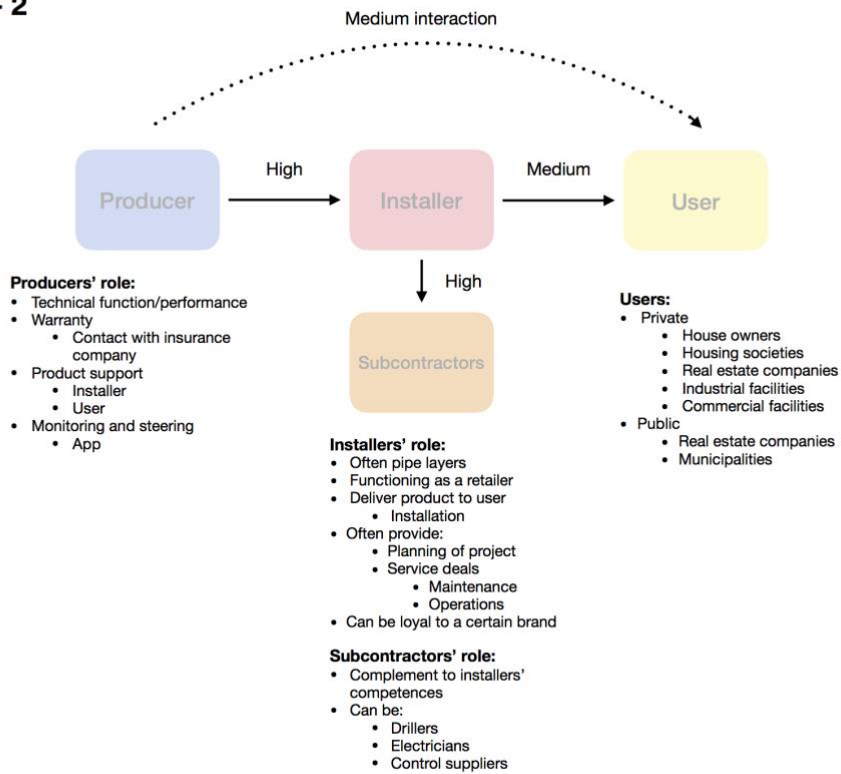 - 2
Medium interaction
High
Medium
Producer
Installer
User
High
Subcontractors
Producers’ role:
• Technical function/performance
• Warranty
• Contact with insurance
company
• Product support
• Installer
• User
• Monitoring and steering
• App
Installers’ role:
• Often pipe layers
• Functioning as a retailer
• Deliver product to user
• Installation
• Often provide:
• Planning of project
• Service deals
• Maintenance
• Operations
• Can be loyal to a certain brand
Subcontractors’ role:
• Complement to installers’
competences
• Can be:
• Drillers
• Electricians
• Control suppliers
Users:
• Private
• House owners
• Housing societies
• Real estate companies
• Industrial facilities
• Commercial facilities
• Public
• Real estate companies
• Municipalities